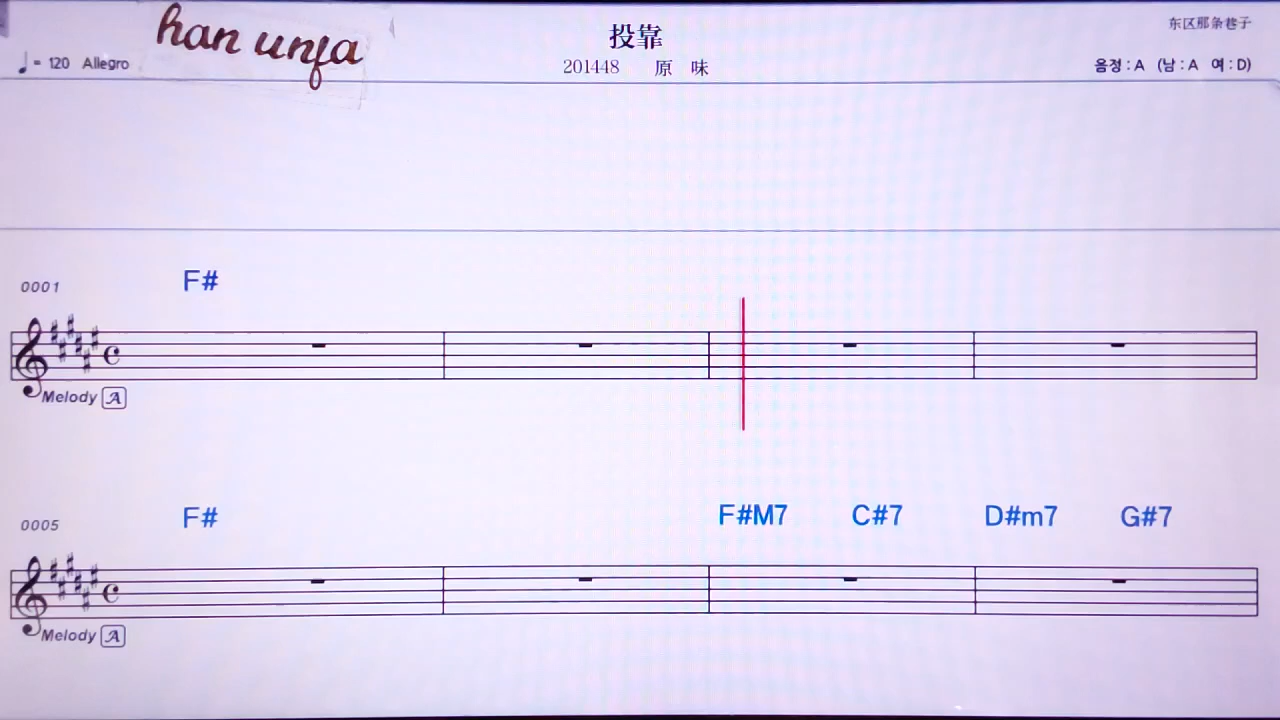 han unfa
投靠
东区那条巷子
♩= 120 Allegro
201448 原 味
음정 : A (남 : A 여 : D)
0001
F#
Melody A
0005
F# F#M7 C#7 D#m7 G#7
Melody A